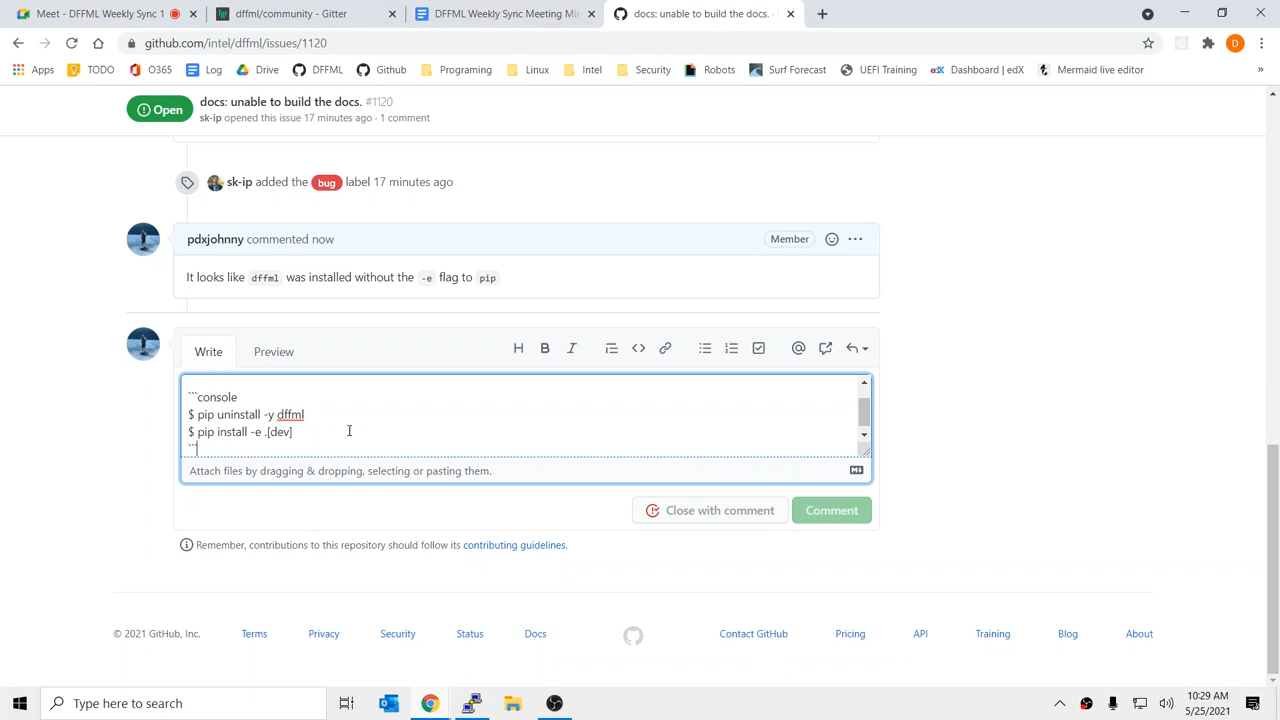 Meet - DFFML Weekly Sync 1
dffml/community - Gitter
DFFML Weekly Sync Meeting Min
docs: unable to build the docs. ·
github.com/intel/dffml/issues/1120
D
Apps
TODO
O365
Log
Drive
DFFML
Github
Programing
Linux
Intel
Security
Robots
Surf Forecast
UEFI Training
Dashboard | edX
Mermaid live editor
»
Open
docs: unable to build the docs. #1120
sk-ip opened this issue 17 minutes ago · 1 comment
sk-ip added the bug label 17 minutes ago
pdxjohnny commented now
Member
It looks like dffml was installed without the -e flag to pip
Write
Preview
```console
$ pip uninstall -y dffml
$ pip install -e .[dev]
```
Attach files by dragging & dropping, selecting or pasting them.
Close with comment
Comment
Remember, contributions to this repository should follow its contributing guidelines.
© 2021 GitHub, Inc.
Terms
Privacy
Security
Status
Docs
Contact GitHub
Pricing
API
Training
Blog
About
Type here to search
10:29 AM
5/25/2021